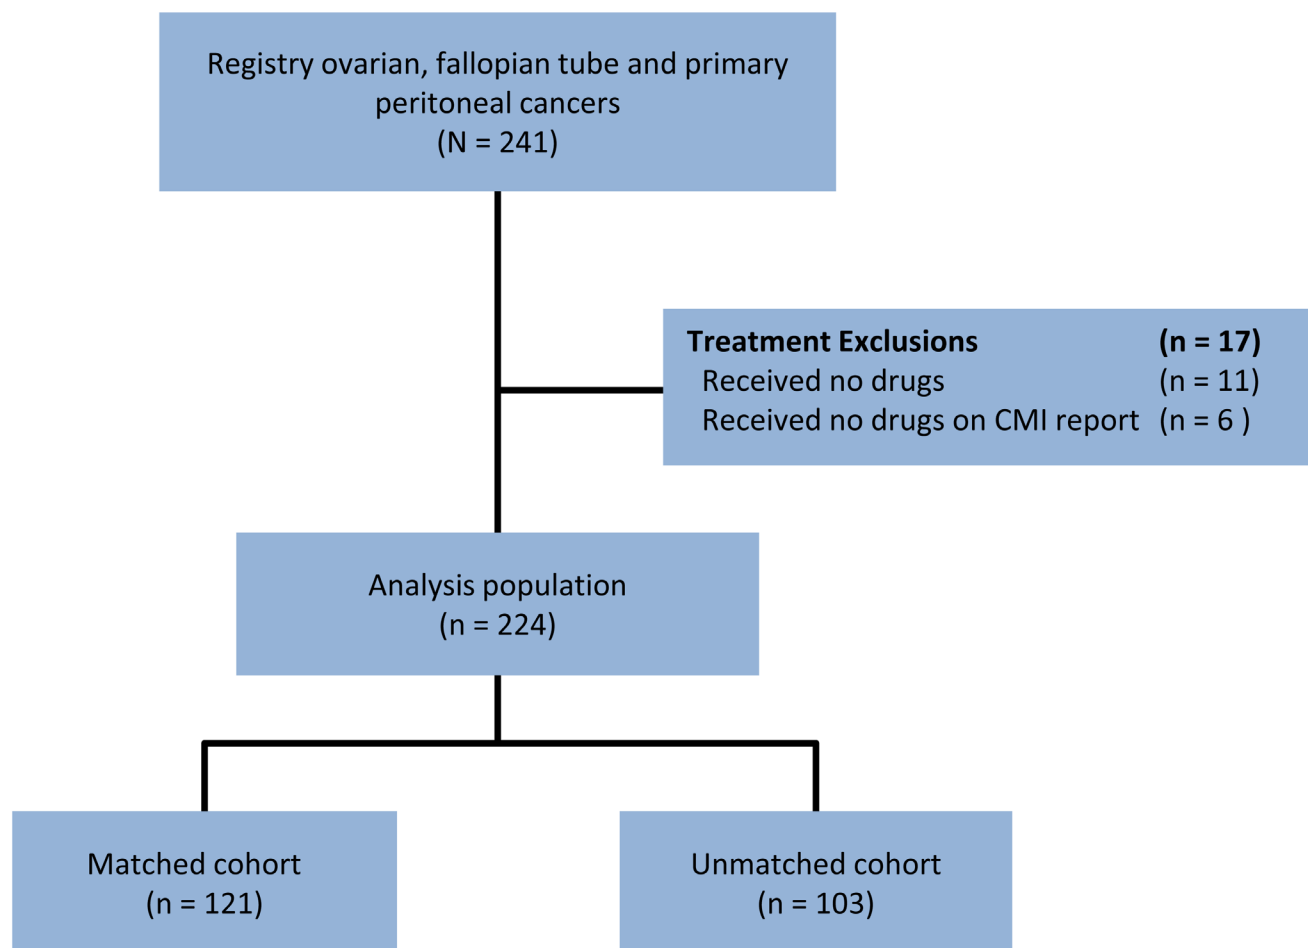 Registry ovarian, fallopian tube and primary
peritoneal cancers
(N = 241)
Treatment Exclusions (n = 17)
Received no drugs (n = 11)
Received no drugs on CMI report (n = 6 )
Analysis population
(n = 224)
Matched cohort
(n = 121)
Unmatched cohort
(n = 103)